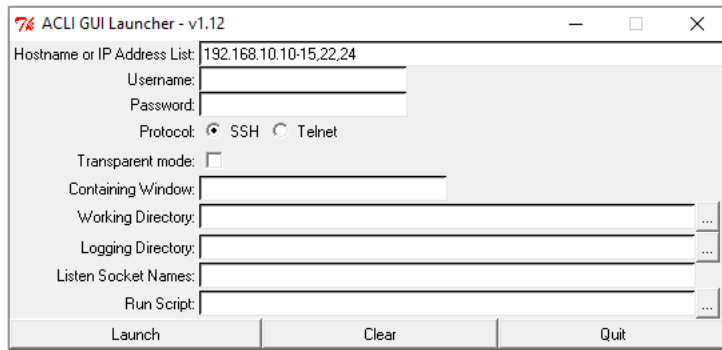 ACLI GUI Launcher - v1.12
Hostname or IP Address List: 192.168.10.10-15,22,24
Username:
Password:
Protocol: SSH Telnet
Transparent mode:
Containing Window:
Working Directory: ...
Logging Directory: ...
Listen Socket Names:
Run Script: ...
Launch Clear Quit